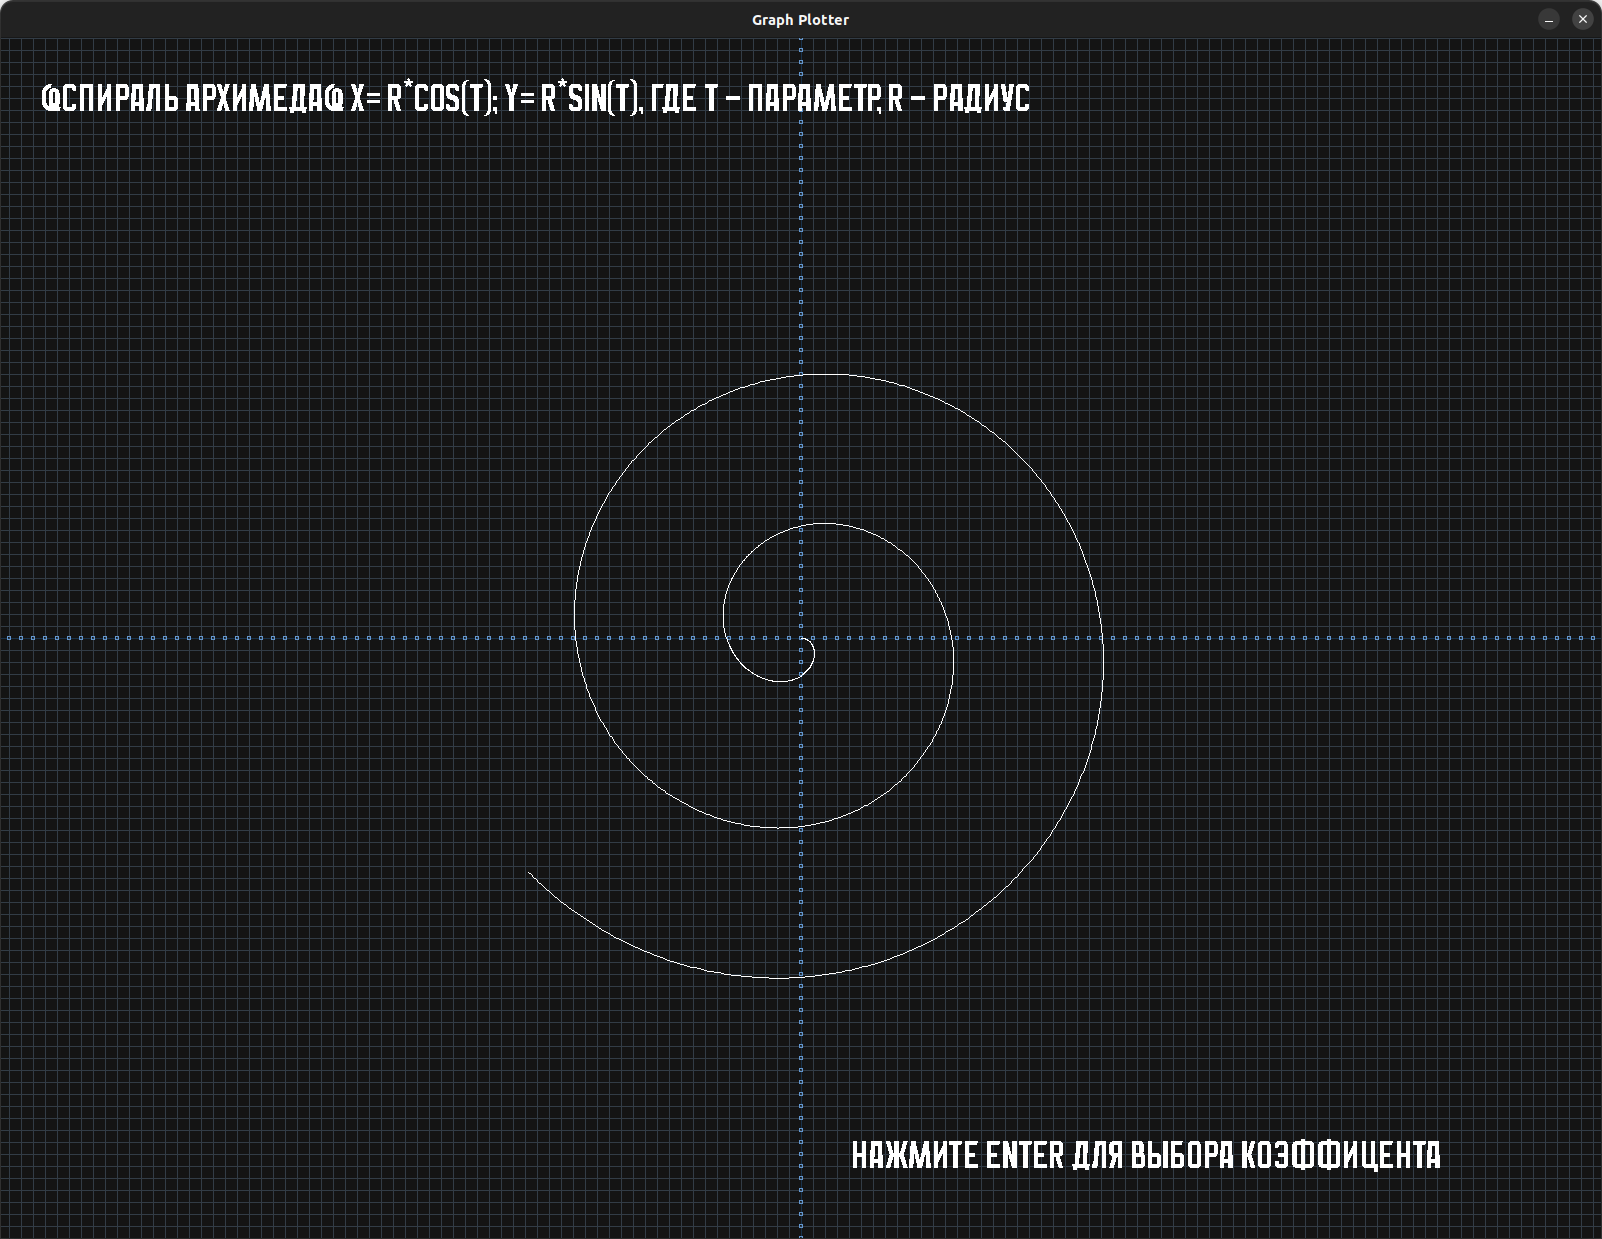 Graph Plotter
@СПИРАЛЬ АРХИМЕДА@ X= R*COS(T); Y= R*SIN(T), ГДЕ T – ПАРАМЕТР, R – РАДИУС
НАЖМИТЕ ENTER ДЛЯ ВЫБОРА КОЭФФИЦЕНТА